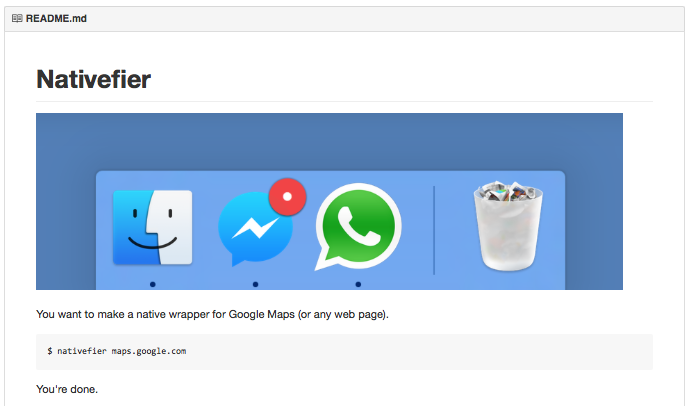 README.md
Nativefier
You want to make a native wrapper for Google Maps (or any web page).
$ nativefier maps.google.com
You're done.